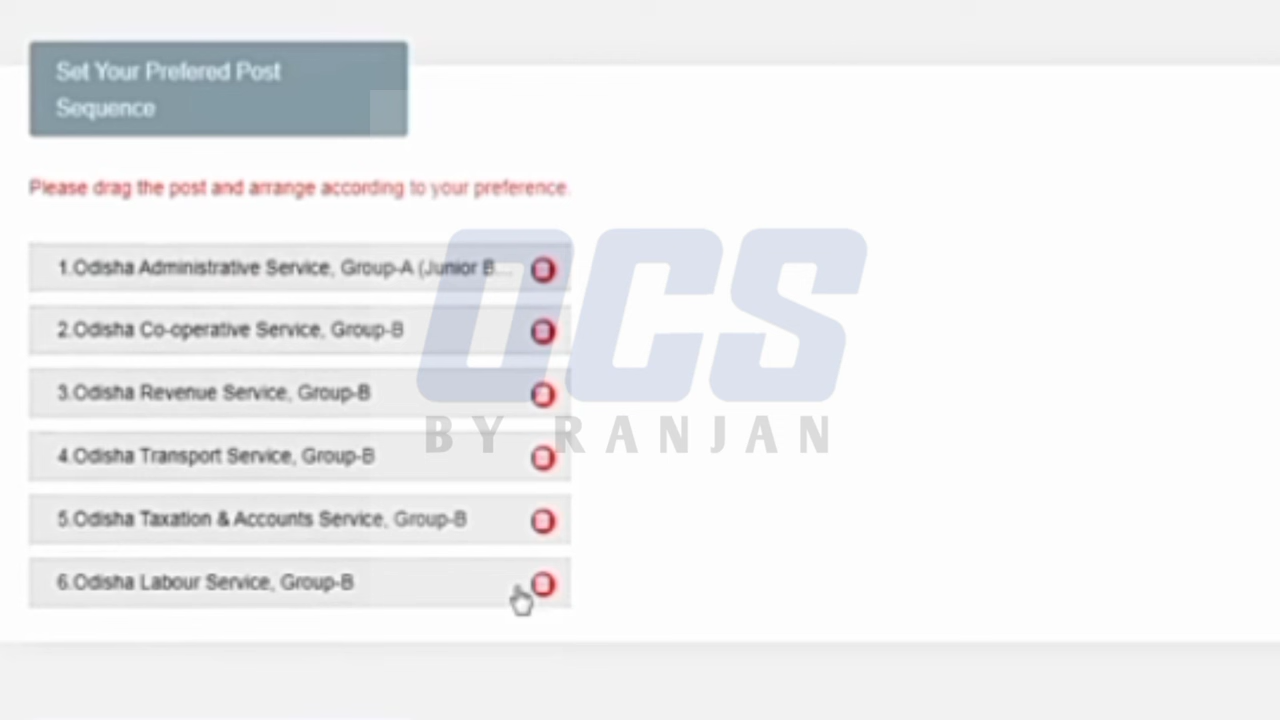 Set Your Prefered Post
Sequence
Please drag the post and arrange according to your preference.
1.Odisha Administrative Service, Group-A (Junior B...
2.Odisha Co-operative Service, Group-B
3.Odisha Revenue Service, Group-B
4.Odisha Transport Service, Group-B
5.Odisha Taxation & Accounts Service, Group-B
6.Odisha Labour Service, Group-B
OCS
BY RANJAN